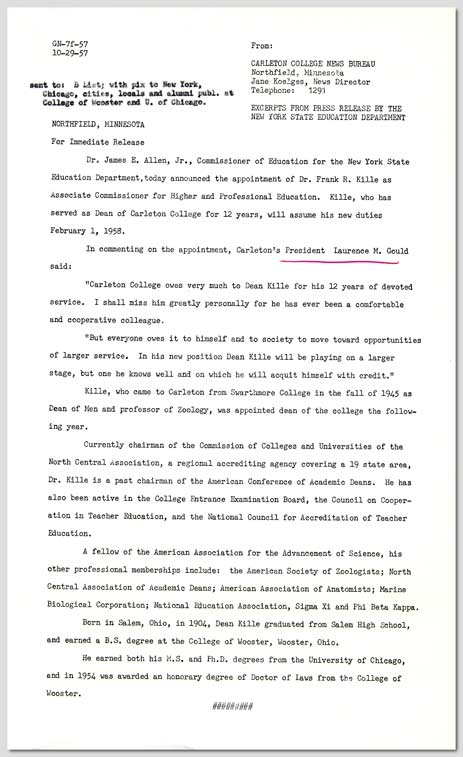 GN-7f-57
10-29-57
From:
CARLETON COLLEGE NEWS BUREAU
Northfield, Minnesota
Jane Koelges, News Director
Telephone: 1291
sent to: B List; with pix to New York,
Chicago, cities, locals and alumni publ. at
College of Wooster and U. of Chicago.
EXCERPTS FROM PRESS RELEASE BY THE
NEW YORK STATE EDUCATION DEPARTMENT
NORTHFIELD, MINNESOTA
For Immediate Release
Dr. James E. Allen, Jr., Commissioner of Education for the New York State
Education Department,today announced the appointment of Dr. Frank R. Kille as
Associate Commissioner for Higher and Professional Education. Kille, who has
served as Dean of Carleton College for 12 years, will assume his new duties
February 1, 1958.
In commenting on the appointment, Carleton's President Laurence M. Gould
said:
"Carleton College owes very much to Dean Kille for his 12 years of devoted
service. I shall miss him greatly personally for he has ever been a comfortable
and cooperative colleague.
"But everyone owes it to himself and to society to move toward opportunities
of larger service. In his new position Dean Kille will be playing on a larger
stage, but one he knows well and on which he will acquit himself with credit."
Kille, who came to Carleton from Swarthmore College in the fall of 1945 as
Dean of Men and professor of Zoology, was appointed dean of the college the follow-
ing year.
Currently chairman of the Commission of Colleges and Universities of the
North Central Association, a regional accrediting agency covering a 19 state area,
Dr. Kille is a past chairman of the American Conference of Academic Deans. He has
also been active in the College Entrance Examination Board, the Council on Cooper-
ation in Teacher Education, and the National Council for Accreditation of Teacher
Education.
A fellow of the American Association for the Advancement of Science, his
other professional memberships include: the American Society of Zoologists; North
Central Association of Academic Deans; American Association of Anatomists; Marine
Biological Corporation; National Education Association, Sigma Xi and Phi Beta Kappa.
Born in Salem, Ohio, in 1904, Dean Kille graduated from Salem High School,
and earned a B.S. degree at the College of Wooster, Wooster, Ohio.
He earned both his M.S. and Ph.D. degrees from the University of Chicago,
and in 1954 was awarded an honorary degree of Doctor of Laws from the College of
Wooster.
#########